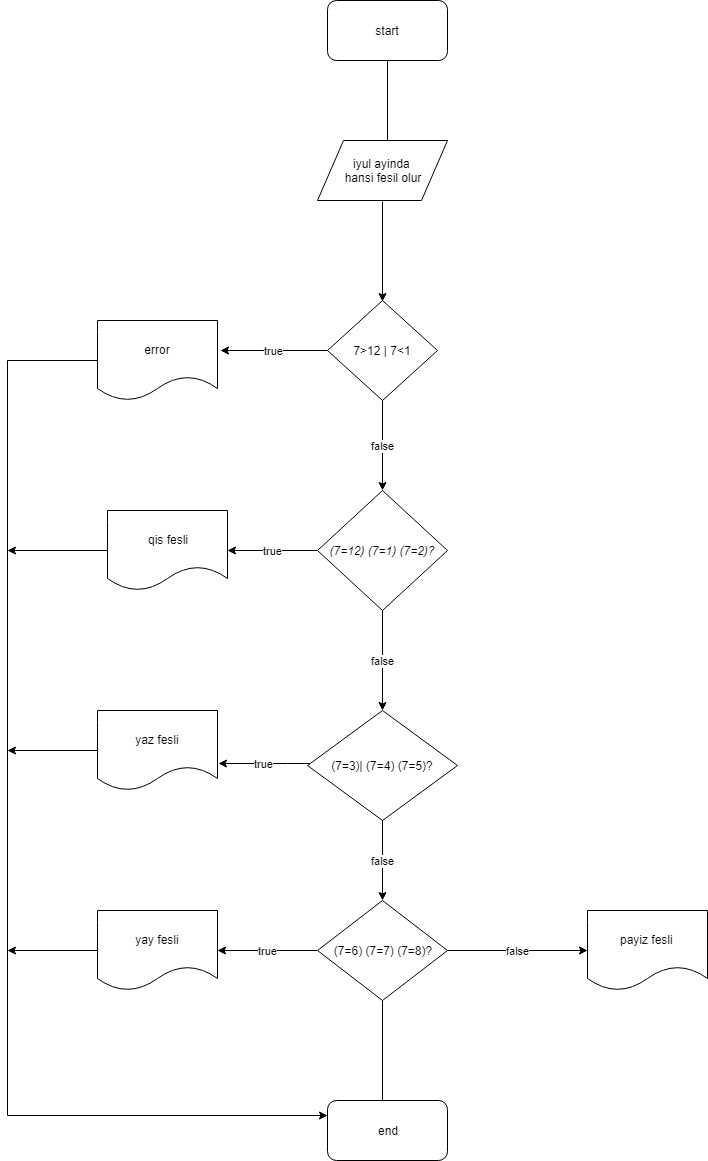 start
iyul ayinda
hansi fesil olur
error
true
7>12 | 7<1
false
qis fesli
true
(7=12) (7=1) (7=2)?
false
yaz fesli
true
(7=3)| (7=4) (7=5)?
false
yay fesli
true
(7=6) (7=7) (7=8)?
false
payiz fesli
end